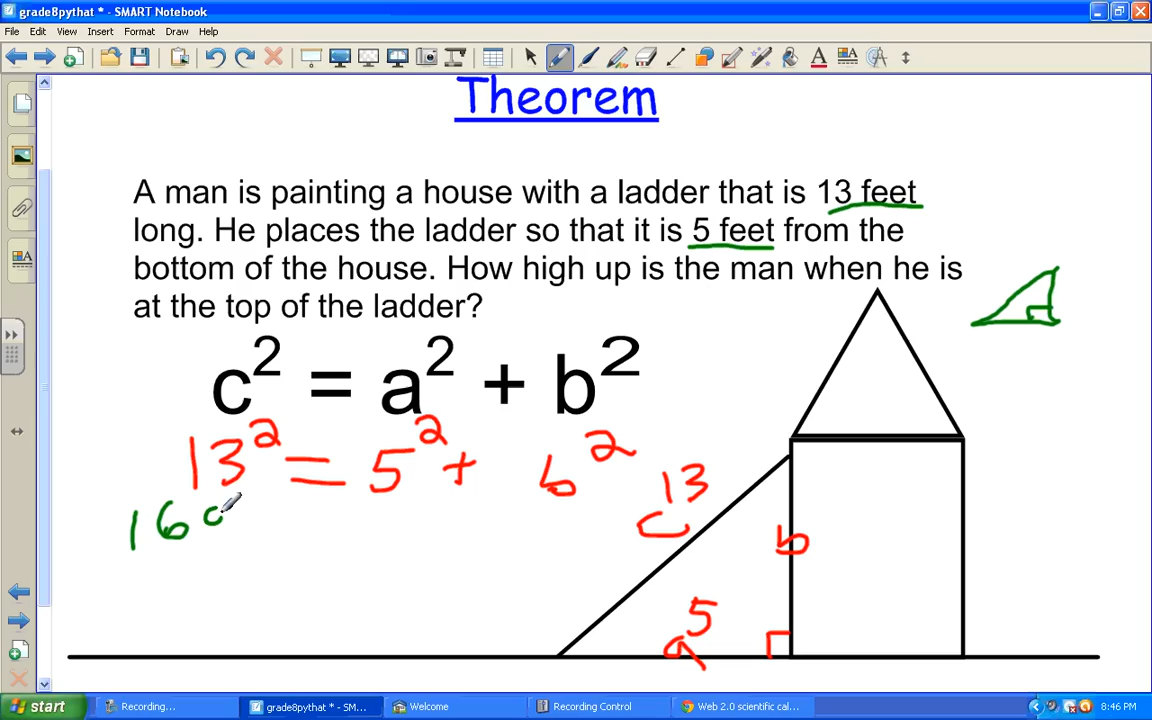 grade8pythat * - SMART Notebook
File Edit View Insert Format Draw Help
Theorem
A man is painting a house with a ladder that is 13 feet
long. He places the ladder so that it is 5 feet from the
bottom of the house. How high up is the man when he is
at the top of the ladder?
c² = a² + b²
13² = 5² + b²
16
13
c
b
5
a
start
Recording...
grade8pythat * - SM...
Welcome
Recording Control
Web 2.0 scientific cal...
8:46 PM